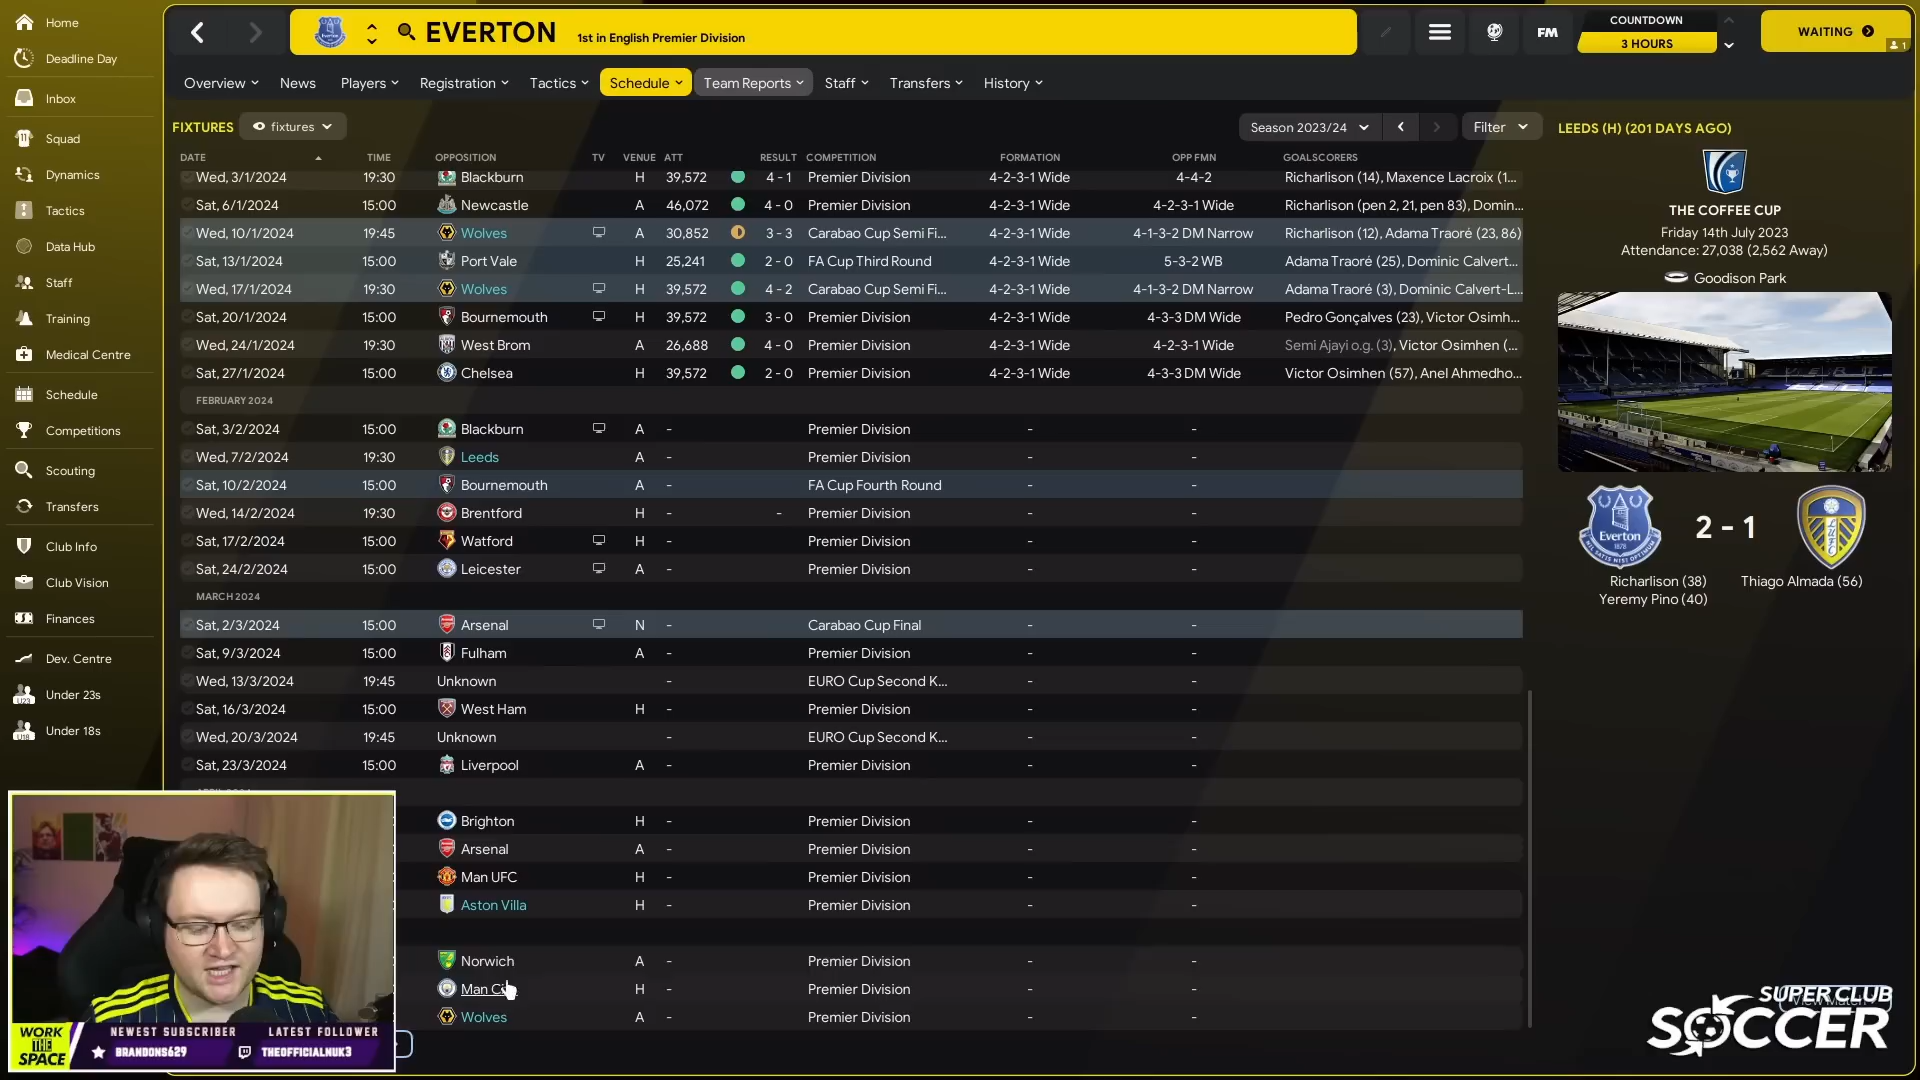 Home
Deadline Day
Inbox
Squad
Dynamics
Tactics
Data Hub
Staff
Training
Medical Centre
Schedule
Competitions
Scouting
Transfers
Club Info
Club Vision
Finances
Dev. Centre
Under 23s
Under 18s
EVERTON 1st in English Premier Division
FM
COUNTDOWN
3 HOURS
WAITING
1
Overview News Players Registration Tactics Schedule Team Reports Staff Transfers History
FIXTURES fixtures Season 2023/24 Filter
DATE TIME OPPOSITION TV VENUE ATT RESULT COMPETITION FORMATION OPP FMN GOALSCORERS
Wed, 3/1/2024 19:30 Blackburn H 39,572 4 - 1 Premier Division 4-2-3-1 Wide 4-4-2 Richarlison (14), Maxence Lacroix (1...
Sat, 6/1/2024 15:00 Newcastle A 46,072 4 - 0 Premier Division 4-2-3-1 Wide 4-2-3-1 Wide Richarlison (pen 2, 21, pen 83), Domin...
Wed, 10/1/2024 19:45 Wolves A 30,852 3 - 3 Carabao Cup Semi Fi... 4-2-3-1 Wide 4-1-3-2 DM Narrow Richarlison (12), Adama Traoré (23, 86)
Sat, 13/1/2024 15:00 Port Vale H 25,241 2 - 0 FA Cup Third Round 4-2-3-1 Wide 5-3-2 WB Adama Traoré (25), Dominic Calvert...
Wed, 17/1/2024 19:30 Wolves H 39,572 4 - 2 Carabao Cup Semi Fi... 4-2-3-1 Wide 4-1-3-2 DM Narrow Adama Traoré (3), Dominic Calvert-L...
Sat, 20/1/2024 15:00 Bournemouth H 39,572 3 - 0 Premier Division 4-2-3-1 Wide 4-3-3 DM Wide Pedro Gonçalves (23), Victor Osimh...
Wed, 24/1/2024 19:30 West Brom A 26,688 4 - 0 Premier Division 4-2-3-1 Wide 4-2-3-1 Wide Semi Ajayi o.g. (3), Victor Osimhen (...
Sat, 27/1/2024 15:00 Chelsea H 39,572 2 - 0 Premier Division 4-2-3-1 Wide 4-3-3 DM Wide Victor Osimhen (57), Anel Ahmedho...
FEBRUARY 2024
Sat, 3/2/2024 15:00 Blackburn A - Premier Division - -
Wed, 7/2/2024 19:30 Leeds A - Premier Division - -
Sat, 10/2/2024 15:00 Bournemouth A - FA Cup Fourth Round - -
Wed, 14/2/2024 19:30 Brentford H - - Premier Division - -
Sat, 17/2/2024 15:00 Watford H - Premier Division - -
Sat, 24/2/2024 15:00 Leicester A - Premier Division - -
MARCH 2024
Sat, 2/3/2024 15:00 Arsenal N - Carabao Cup Final - -
Sat, 9/3/2024 15:00 Fulham A - Premier Division - -
Wed, 13/3/2024 19:45 Unknown - EURO Cup Second K... - -
Sat, 16/3/2024 15:00 West Ham H - Premier Division - -
Wed, 20/3/2024 19:45 Unknown - EURO Cup Second K... - -
Sat, 23/3/2024 15:00 Liverpool A - Premier Division - -
Brighton H - Premier Division - -
Arsenal A - Premier Division - -
Man UFC H - Premier Division - -
Aston Villa H - Premier Division - -
Norwich A - Premier Division - -
Man H - Premier Division - -
Wolves A - Premier Division - -
LEEDS (H) (201 DAYS AGO)
THE COFFEE CUP
Friday 14th July 2023
Attendance: 27,038 (2,562 Away)
Goodison Park
Everton
2 - 1
Richarlison (38) Thiago Almada (56)
Yeremy Pino (40)
WORK THE SPACE
NEWEST SUBSCRIBER
BRANDONS629
LATEST FOLLOWER
THEOFFICIALNUK3
SUPER CLUB
SOCCER